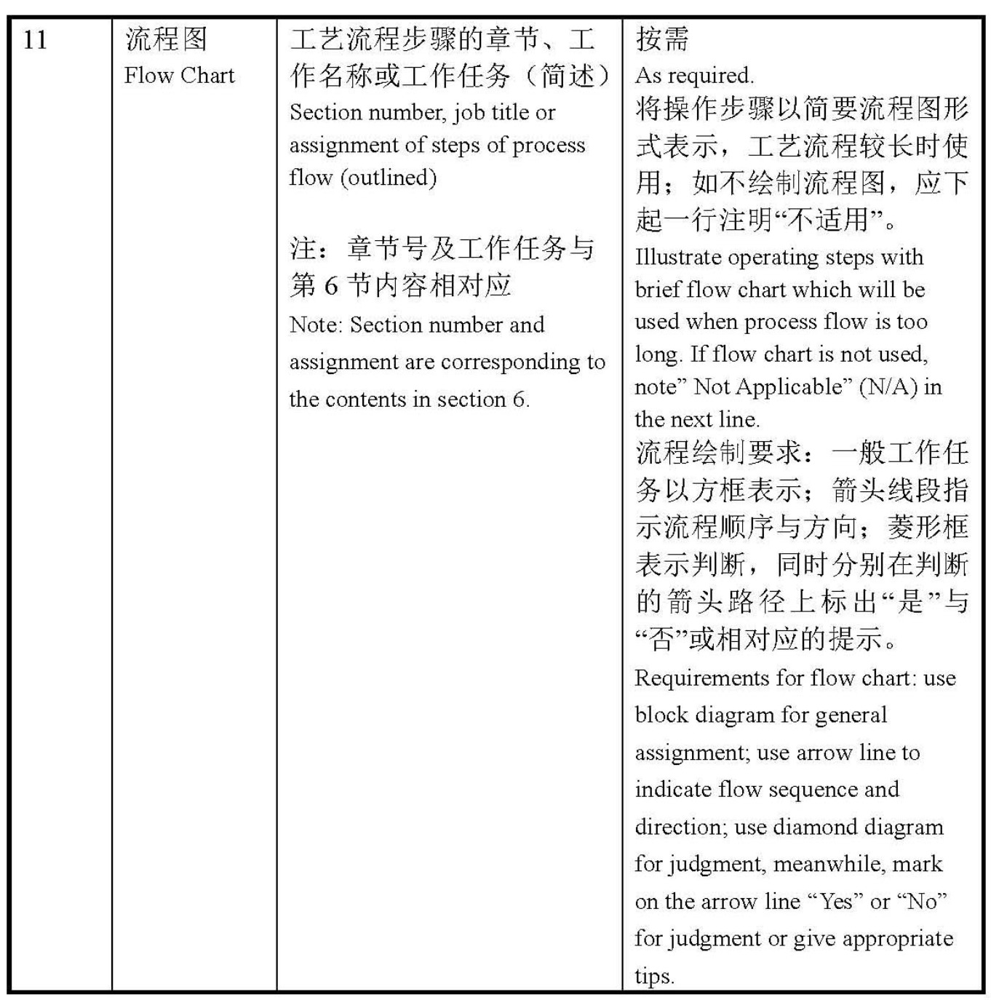 11
流程图
Flow Chart
工艺流程步骤的章节、工
作名称或工作任务（简述）
Section number, job title or
assignment of steps of process
flow (outlined)
注：章节号及工作任务与
第 6 节内容相对应
Note: Section number and
assignment are corresponding to
the contents in section 6.
按需
As required.
将操作步骤以简要流程图形
式表示，工艺流程较长时使
用；如不绘制流程图，应下
起一行注明“不适用”。
Illustrate operating steps with
brief flow chart which will be
used when process flow is too
long. If flow chart is not used,
note” Not Applicable” (N/A) in
the next line.
流程绘制要求：一般工作任
务以方框表示；箭头线段指
示流程顺序与方向；菱形框
表示判断，同时分别在判断
的箭头路径上标出“是”与
“否”或相对应的提示。
Requirements for flow chart: use
block diagram for general
assignment; use arrow line to
indicate flow sequence and
direction; use diamond diagram
for judgment, meanwhile, mark
on the arrow line “Yes” or “No”
for judgment or give appropriate
tips.